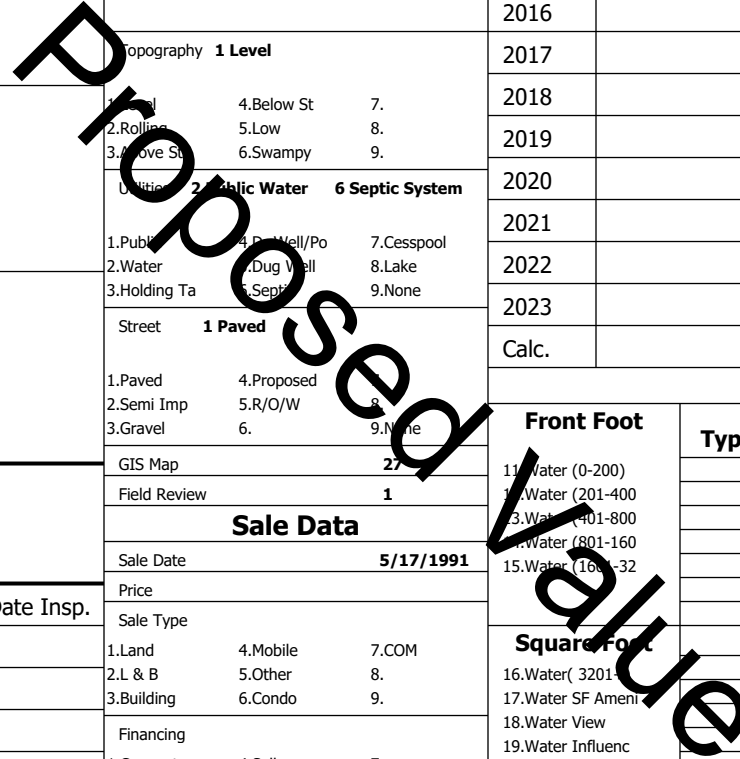 Proposed Value
Topography 1 Level
1.Level 4.Below St 7.
2.Rolling 5.Low 8.
3.Above St 6.Swampy 9.
Utilities 2 Public Water 6 Septic System
1.Public 4.Dr Well/Po 7.Cesspool
2.Water 5.Dug Well 8.Lake
3.Holding Ta 6.Septic 9.None
Street 1 Paved
1.Paved 4.Proposed 7.
2.Semi Imp 5.R/O/W 8.
3.Gravel 6. 9.None
GIS Map 27
Field Review 1
Sale Data
Sale Date 5/17/1991
Price
Sale Type
1.Land 4.Mobile 7.COM
2.L & B 5.Other 8.
3.Building 6.Condo 9.
Financing
Date Insp.
2016
2017
2018
2019
2020
2021
2022
2023
Calc.
Front Foot
Typ
11.Water (0-200)
12.Water (201-400
13.Water (401-800
14.Water (801-160
15.Water (1601-32
Square Foot
16.Water( 3201-
17.Water SF Ameni
18.Water View
19.Water Influenc